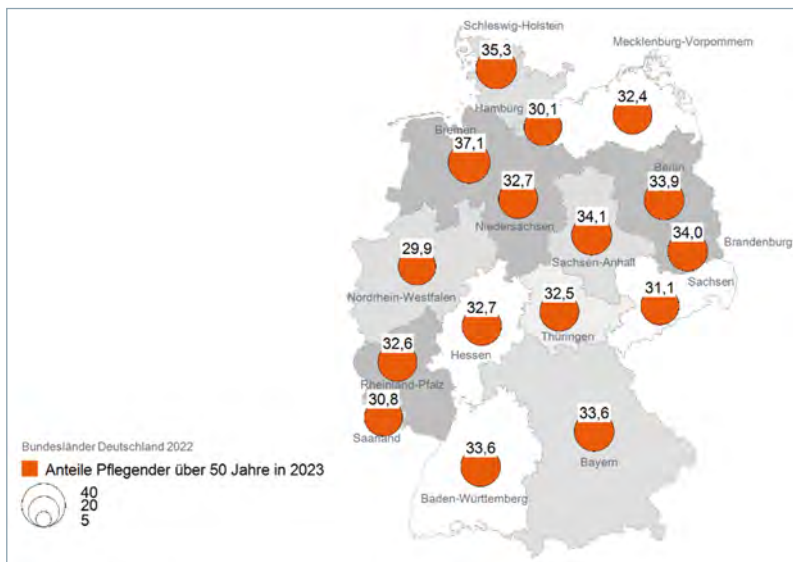 Schleswig-Holstein
35,3
Mecklenburg-Vorpommern
32,4
Hamburg
30,1
Bremen
37,1
Berlin
33,9
32,7
Niedersachsen
34,1
Sachsen-Anhalt
34,0
Brandenburg
29,9
Nordrhein-Westfalen
Sachsen
31,1
32,7
Hessen
32,5
Thüringen
32,6
Rheinland-Pfalz
30,8
Saarland
33,6
Bayern
33,6
Baden-Württemberg
Bundesländer Deutschland 2022
Anteile Pflegender über 50 Jahre in 2023
40
20
5